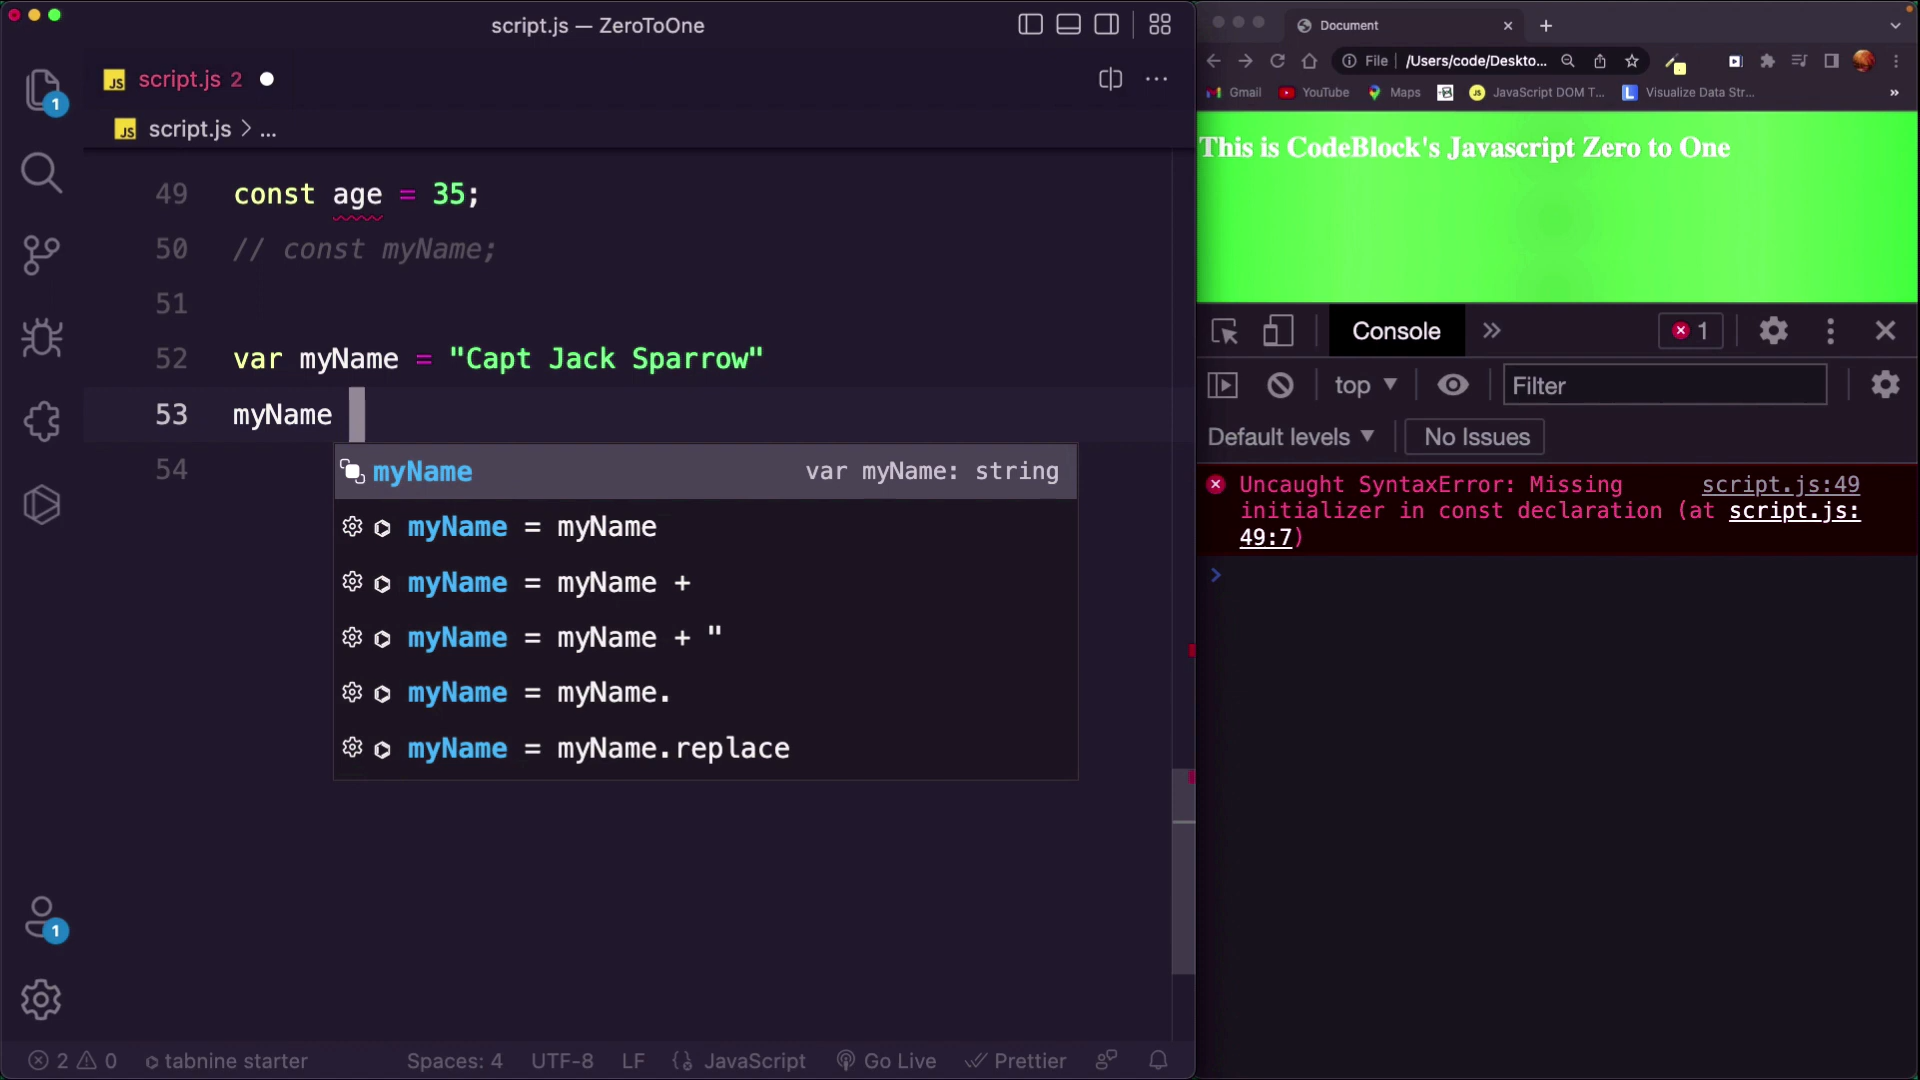 script.js — ZeroToOne
JS script.js 2
JS script.js > ...
1
49 const age = 35;
50 // const myName;
51
52 var myName = "Capt Jack Sparrow"
53 myName
54
myName var myName: string
myName = myName
myName = myName +
myName = myName + "
myName = myName.
myName = myName.replace
1
2 0 tabnine starter Spaces: 4 UTF-8 LF JavaScript Go Live Prettier
Document
File /Users/code/Deskto...
Gmail YouTube Maps JS JavaScript DOM T... L Visualize Data Str... »
This is CodeBlock's Javascript Zero to One
Console » 1
top Filter
Default levels No Issues
Uncaught SyntaxError: Missing script.js:49
initializer in const declaration (at script.js:
49:7)